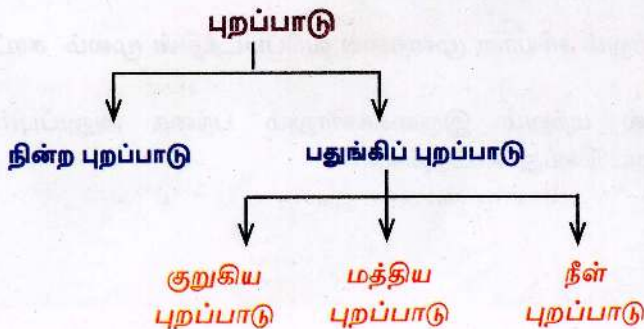 புறப்பாடு
நின்ற புறப்பாடு பதுங்கிப் புறப்பாடு
குறுகிய மத்திய நீள்
புறப்பாடு புறப்பாடு புறப்பாடு